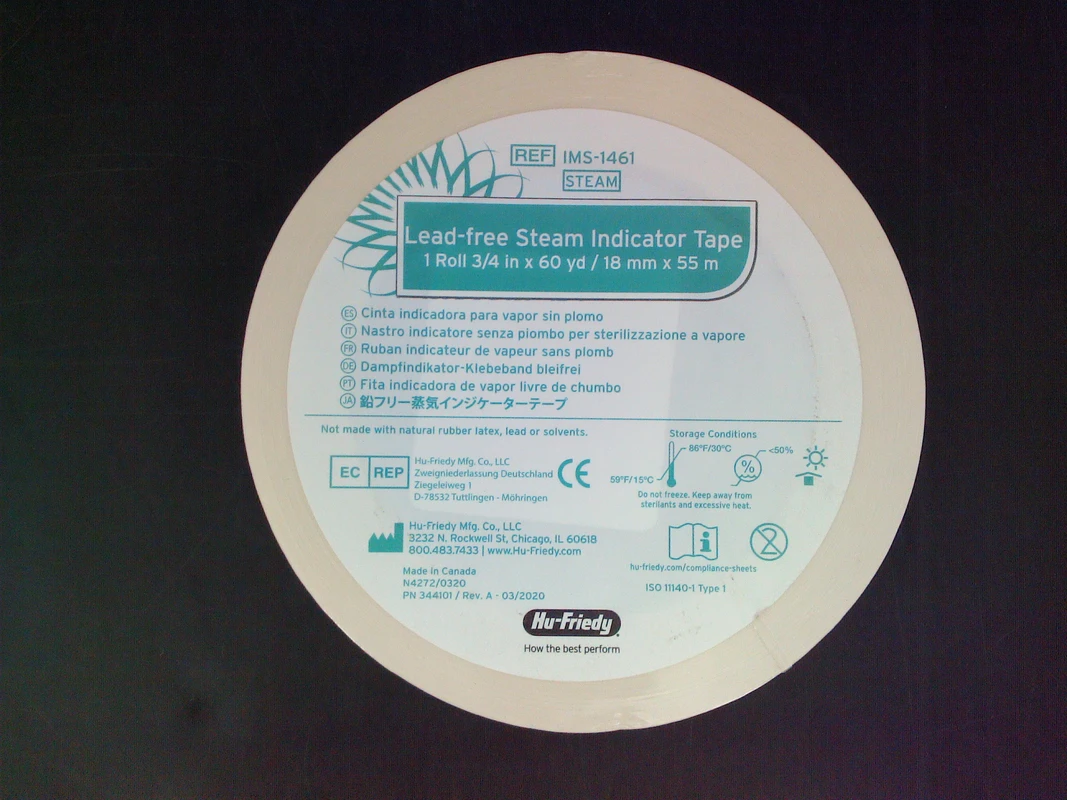 REF IMS-1461
STEAM
Lead-free Steam Indicator Tape
1 Roll 3/4 in x 60 yd / 18 mm x 55 m
ES Cinta indicadora para vapor sin plomo
IT Nastro indicatore senza piombo per sterilizzazione a vapore
FR Ruban indicateur de vapeur sans plomb
DE Dampfindikator-Klebeband bleifrei
PT Fita indicadora de vapor livre de chumbo
JA 鉛フリー蒸気インジケーターテープ
Not made with natural rubber latex, lead or solvents.
EC REP
Hu-Friedy Mfg. Co., LLC
Zweigniederlassung Deutschland
Ziegeleiweg 1
D-78532 Tuttlingen - Möhringen
CE
Storage Conditions
86°F/30°C
59°F/15°C
%
<50%
Do not freeze. Keep away from
sterilants and excessive heat.
Hu-Friedy Mfg. Co., LLC
3232 N. Rockwell St, Chicago, IL 60618
800.483.7433 | www.Hu-Friedy.com
i
2
hu-friedy.com/compliance-sheets
Made in Canada
N4272/0320
PN 344101 / Rev. A - 03/2020
ISO 11140-1 Type 1
Hu-Friedy
How the best perform